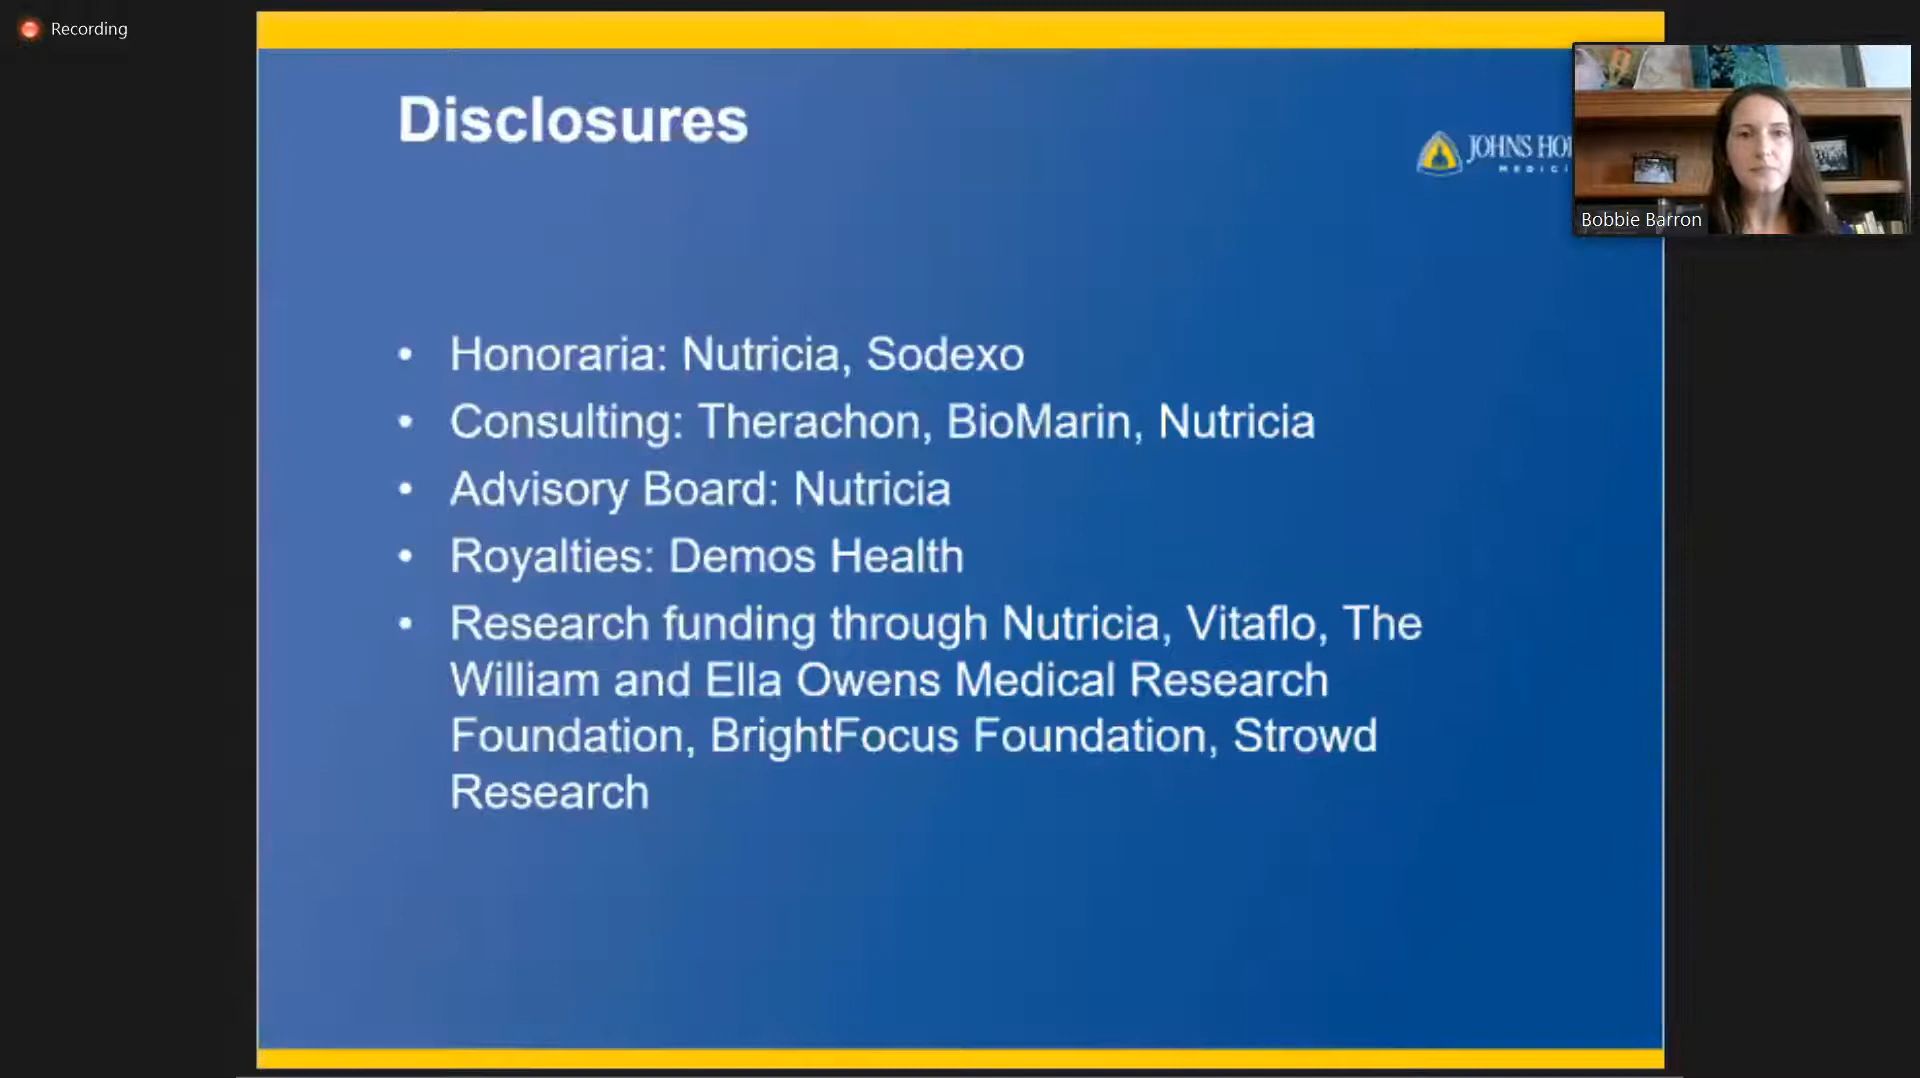 Recording
Disclosures
JOHNS
Bobbie Barron
• Honoraria: Nutricia, Sodexo
• Consulting: Therachon, BioMarin, Nutricia
• Advisory Board: Nutricia
• Royalties: Demos Health
• Research funding through Nutricia, Vitaflo, The
William and Ella Owens Medical Research
Foundation, BrightFocus Foundation, Strowd
Research